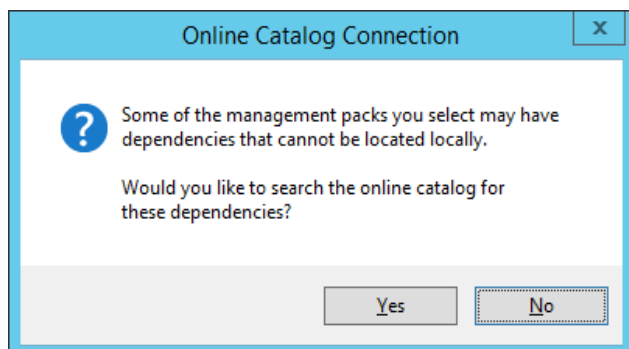 Online Catalog Connection
x
?
Some of the management packs you select may have
dependencies that cannot be located locally.
Would you like to search the online catalog for
these dependencies?
Yes
No